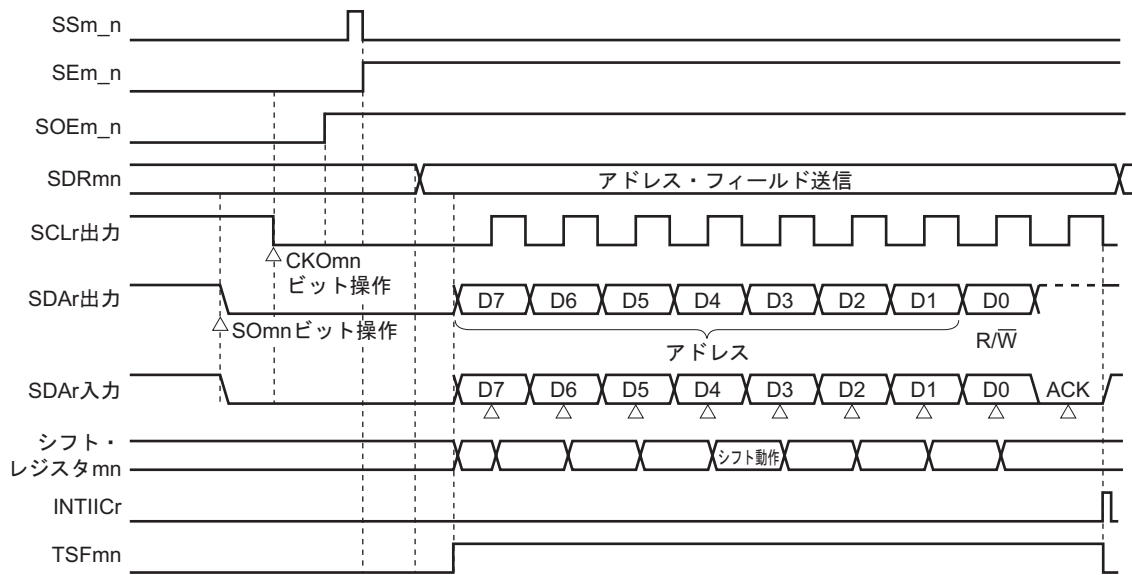 SSm_n
SEm_n
SOEm_n
SDRmn
アドレス・フィールド送信
SCLr出力
CKOmn
ビット操作
SDAr出力
D7 D6 D5 D4 D3 D2 D1 D0
SOmnビット操作
アドレス
R/W̅
SDAr入力
D7 D6 D5 D4 D3 D2 D1 D0 ACK
シフト・
レジスタmn
シフト動作
INTIICr
TSFmn